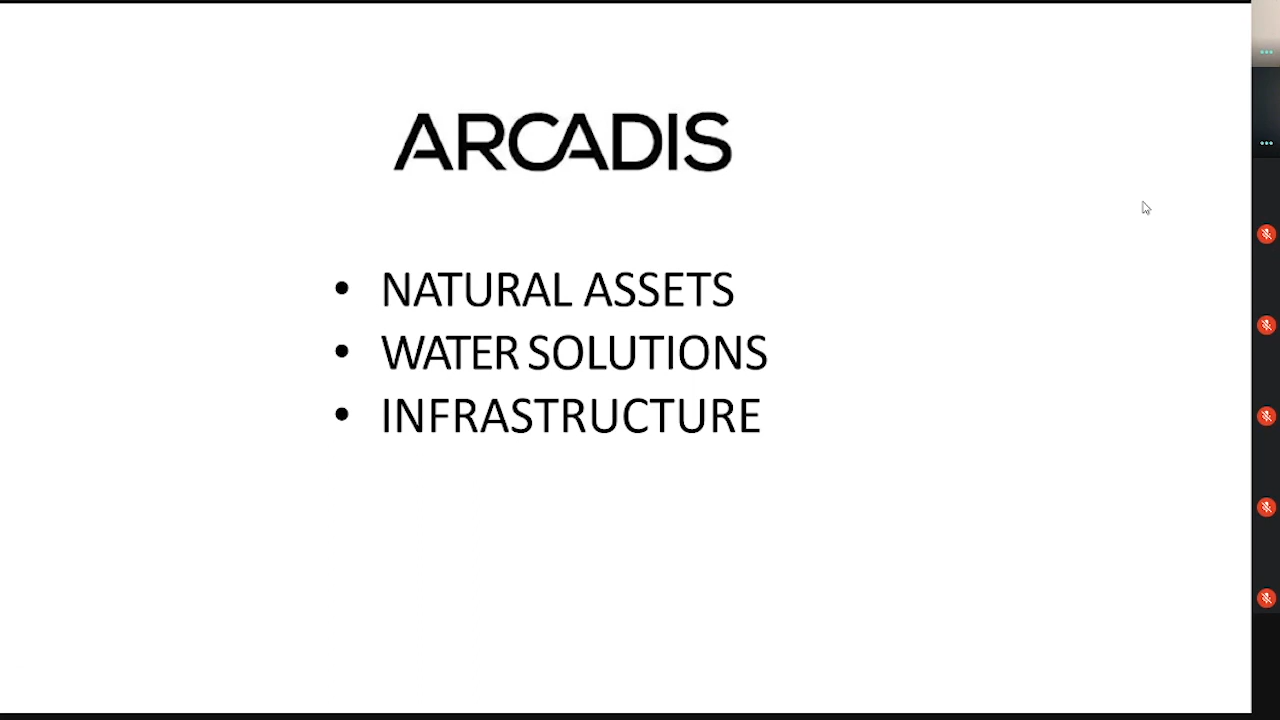 ARCADIS
• NATURAL ASSETS
• WATER SOLUTIONS
• INFRASTRUCTURE